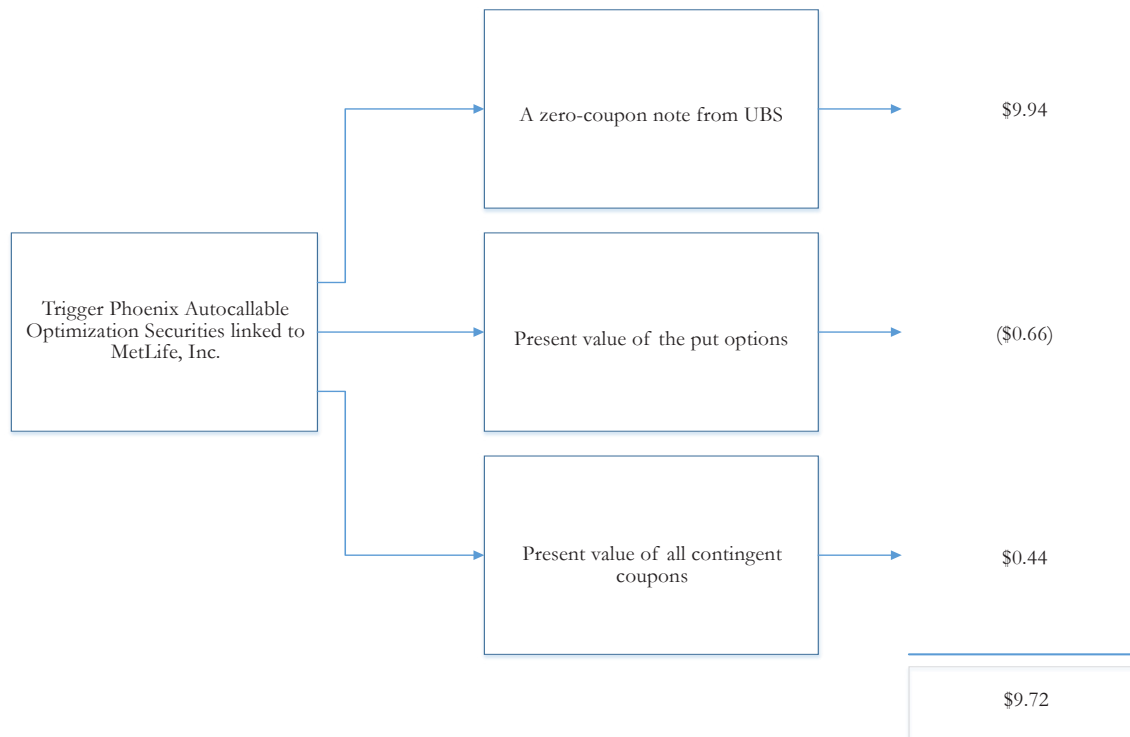 A zero-coupon note from UBS
$9.94
Trigger Phoenix Autocallable
Optimization Securities linked to
MetLife, Inc.
Present value of the put options
($0.66)
Present value of all contingent
coupons
$0.44
$9.72